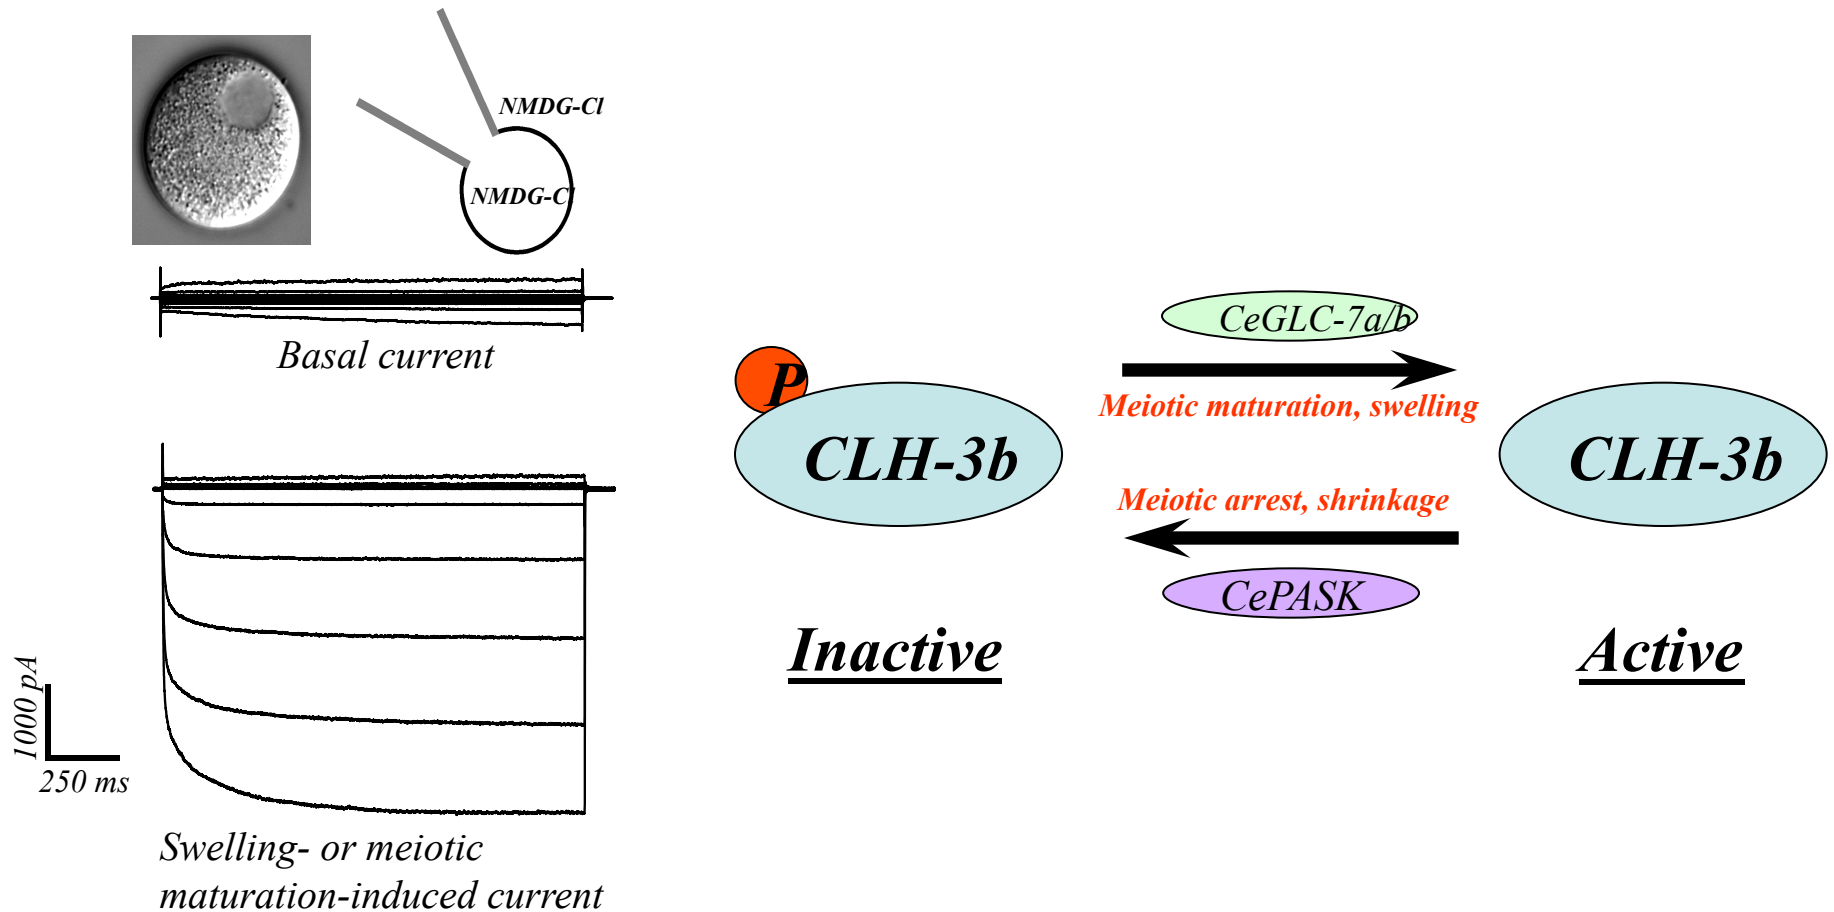 NMDG-Cl
NMDG-Cl
Basal current
1000 pA
250 ms
Swelling- or meiotic
maturation-induced current
P
CLH-3b
Inactive
CeGLC-7a/b
Meiotic maturation, swelling
Meiotic arrest, shrinkage
CePASK
CLH-3b
Active